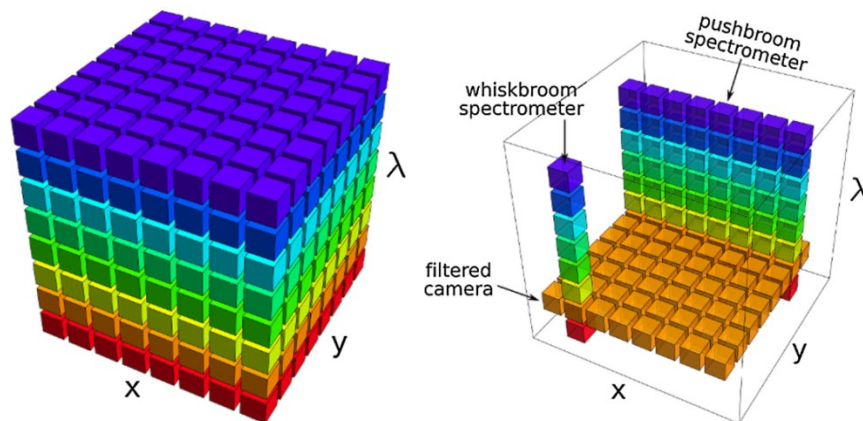 λ
y
x
pushbroom
spectrometer
whiskbroom
spectrometer
λ
filtered
camera
y
x